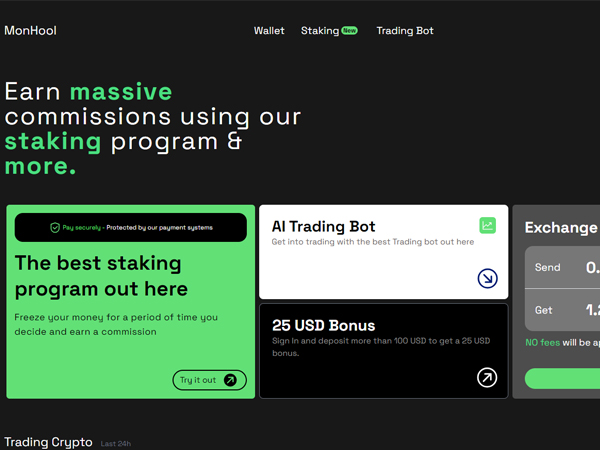 MonHool
Wallet Staking New Trading Bot
Earn massive
commissions using our
staking program &
more.
Pay securely - Protected by our payment systems
The best staking
program out here
Freeze your money for a period of time you
decide and earn a commission
Try it out
AI Trading Bot
Get into trading with the best Trading bot out here
25 USD Bonus
Sign In and deposit more than 100 USD to get a 25 USD
bonus.
Exchange
Send 0.
Get 1.
NO fees will be
Trading Crypto Last 24h